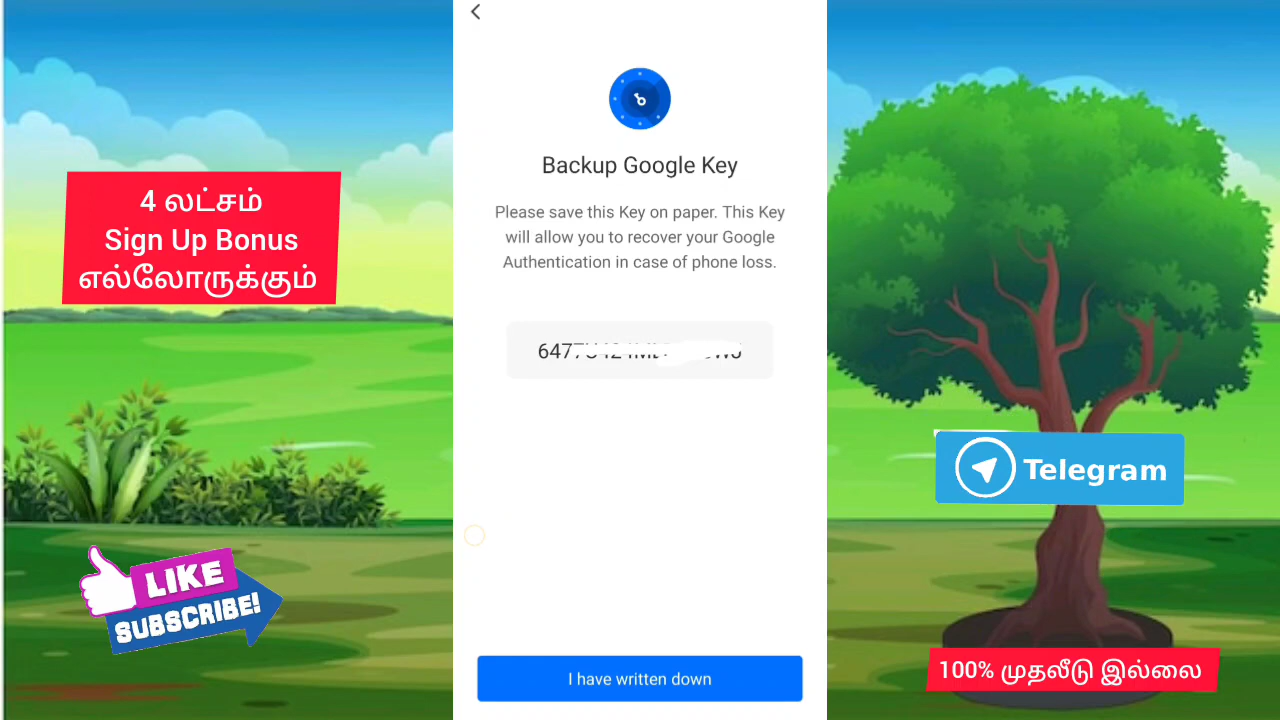 4 லட்சம்
Sign Up Bonus
எல்லோருக்கும்
LIKE
SUBSCRIBE!
Backup Google Key
Please save this Key on paper. This Key
will allow you to recover your Google
Authentication in case of phone loss.
I have written down
Telegram
100% முதலீடு இல்லை